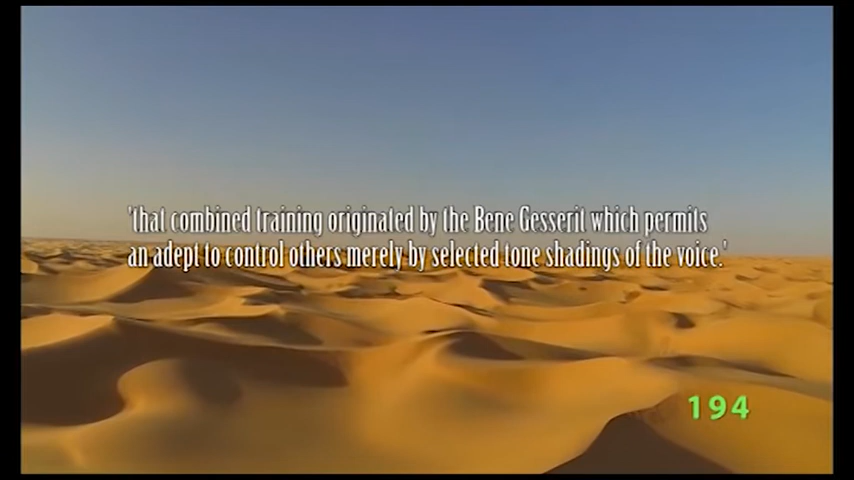 'that combined training originated by the Bene Gesserit which permits
an adept to control others merely by selected tone shadings of the voice.'
194